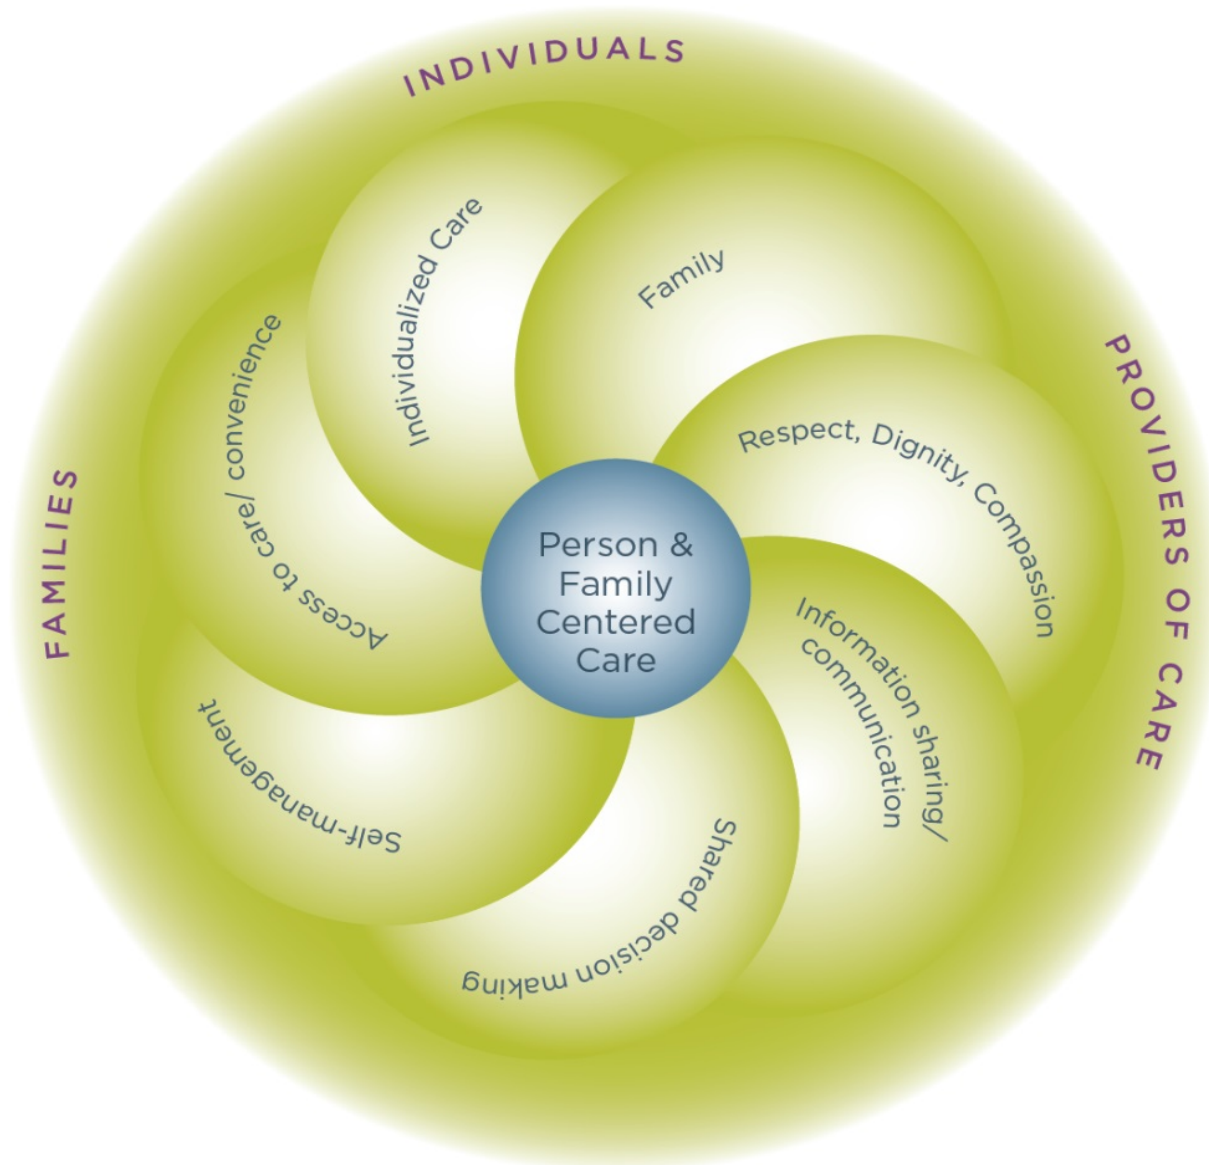 INDIVIDUALS
FAMILIES
PROVIDERS OF CARE
Individualized Care
Family
Respect, Dignity, Compassion
Information sharing/
communication
Shared decision making
Self-management
Access to care/ convenience
Person &
Family
Centered
Care